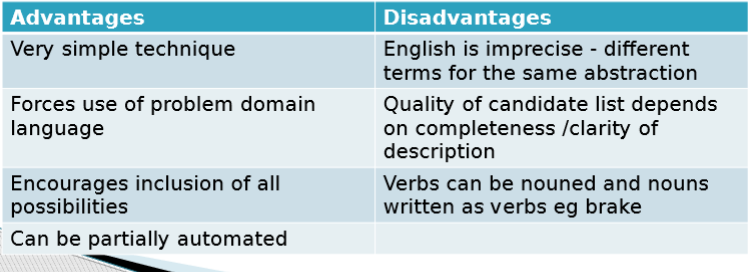 Advantages
Disadvantages
Very simple technique
English is imprecise - different
terms for the same abstraction
Forces use of problem domain
language
Quality of candidate list depends
on completeness /clarity of
description
Encourages inclusion of all
possibilities
Verbs can be nouned and nouns
written as verbs eg brake
Can be partially automated